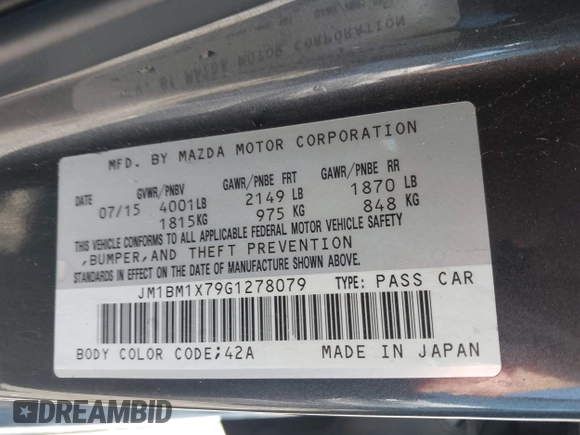 MFD. BY MAZDA MOTOR CORPORATION
DATE GVWR/PNBV GAWR/PNBE FRT GAWR/PNBE RR
07/15 4001LB 2149 LB 1870 LB
1815KG 975 KG 848 KG
THIS VEHICLE CONFORMS TO ALL APPLICABLE FEDERAL MOTOR VEHICLE SAFETY
,BUMPER,AND THEFT PREVENTION
STANDARDS IN EFFECT ON THE DATE OF MANUFACTURE SHOWN ABOVE.
JM1BM1X79G1278079 TYPE: PASS CAR
BODY COLOR CODE;42A MADE IN JAPAN
DREAMBID